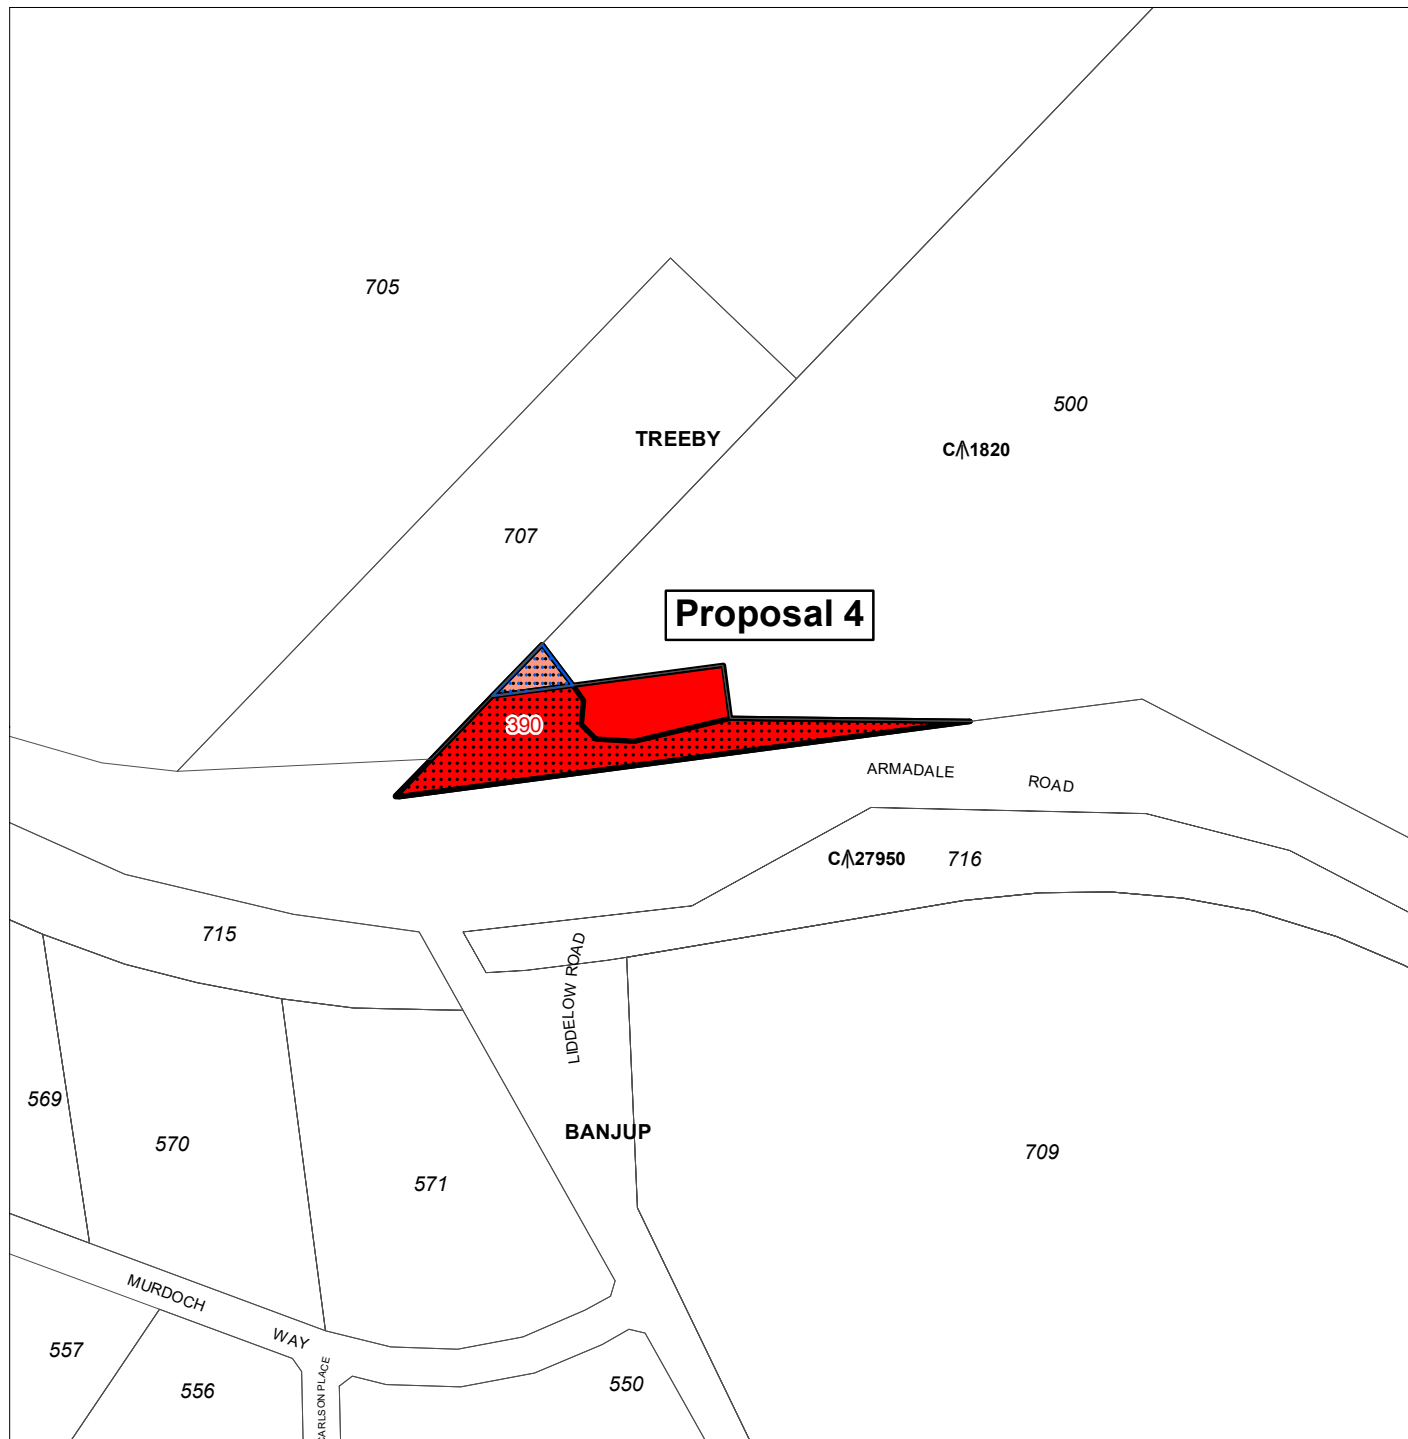 705
500
TREEBY
C/\1820
707
Proposal 4
390
ARMADALE ROAD
C/\27950 716
715
LIDDELOW ROAD
569
570
BANJUP
571
709
MURDOCH WAY
557
556
CARLSON PLACE
550